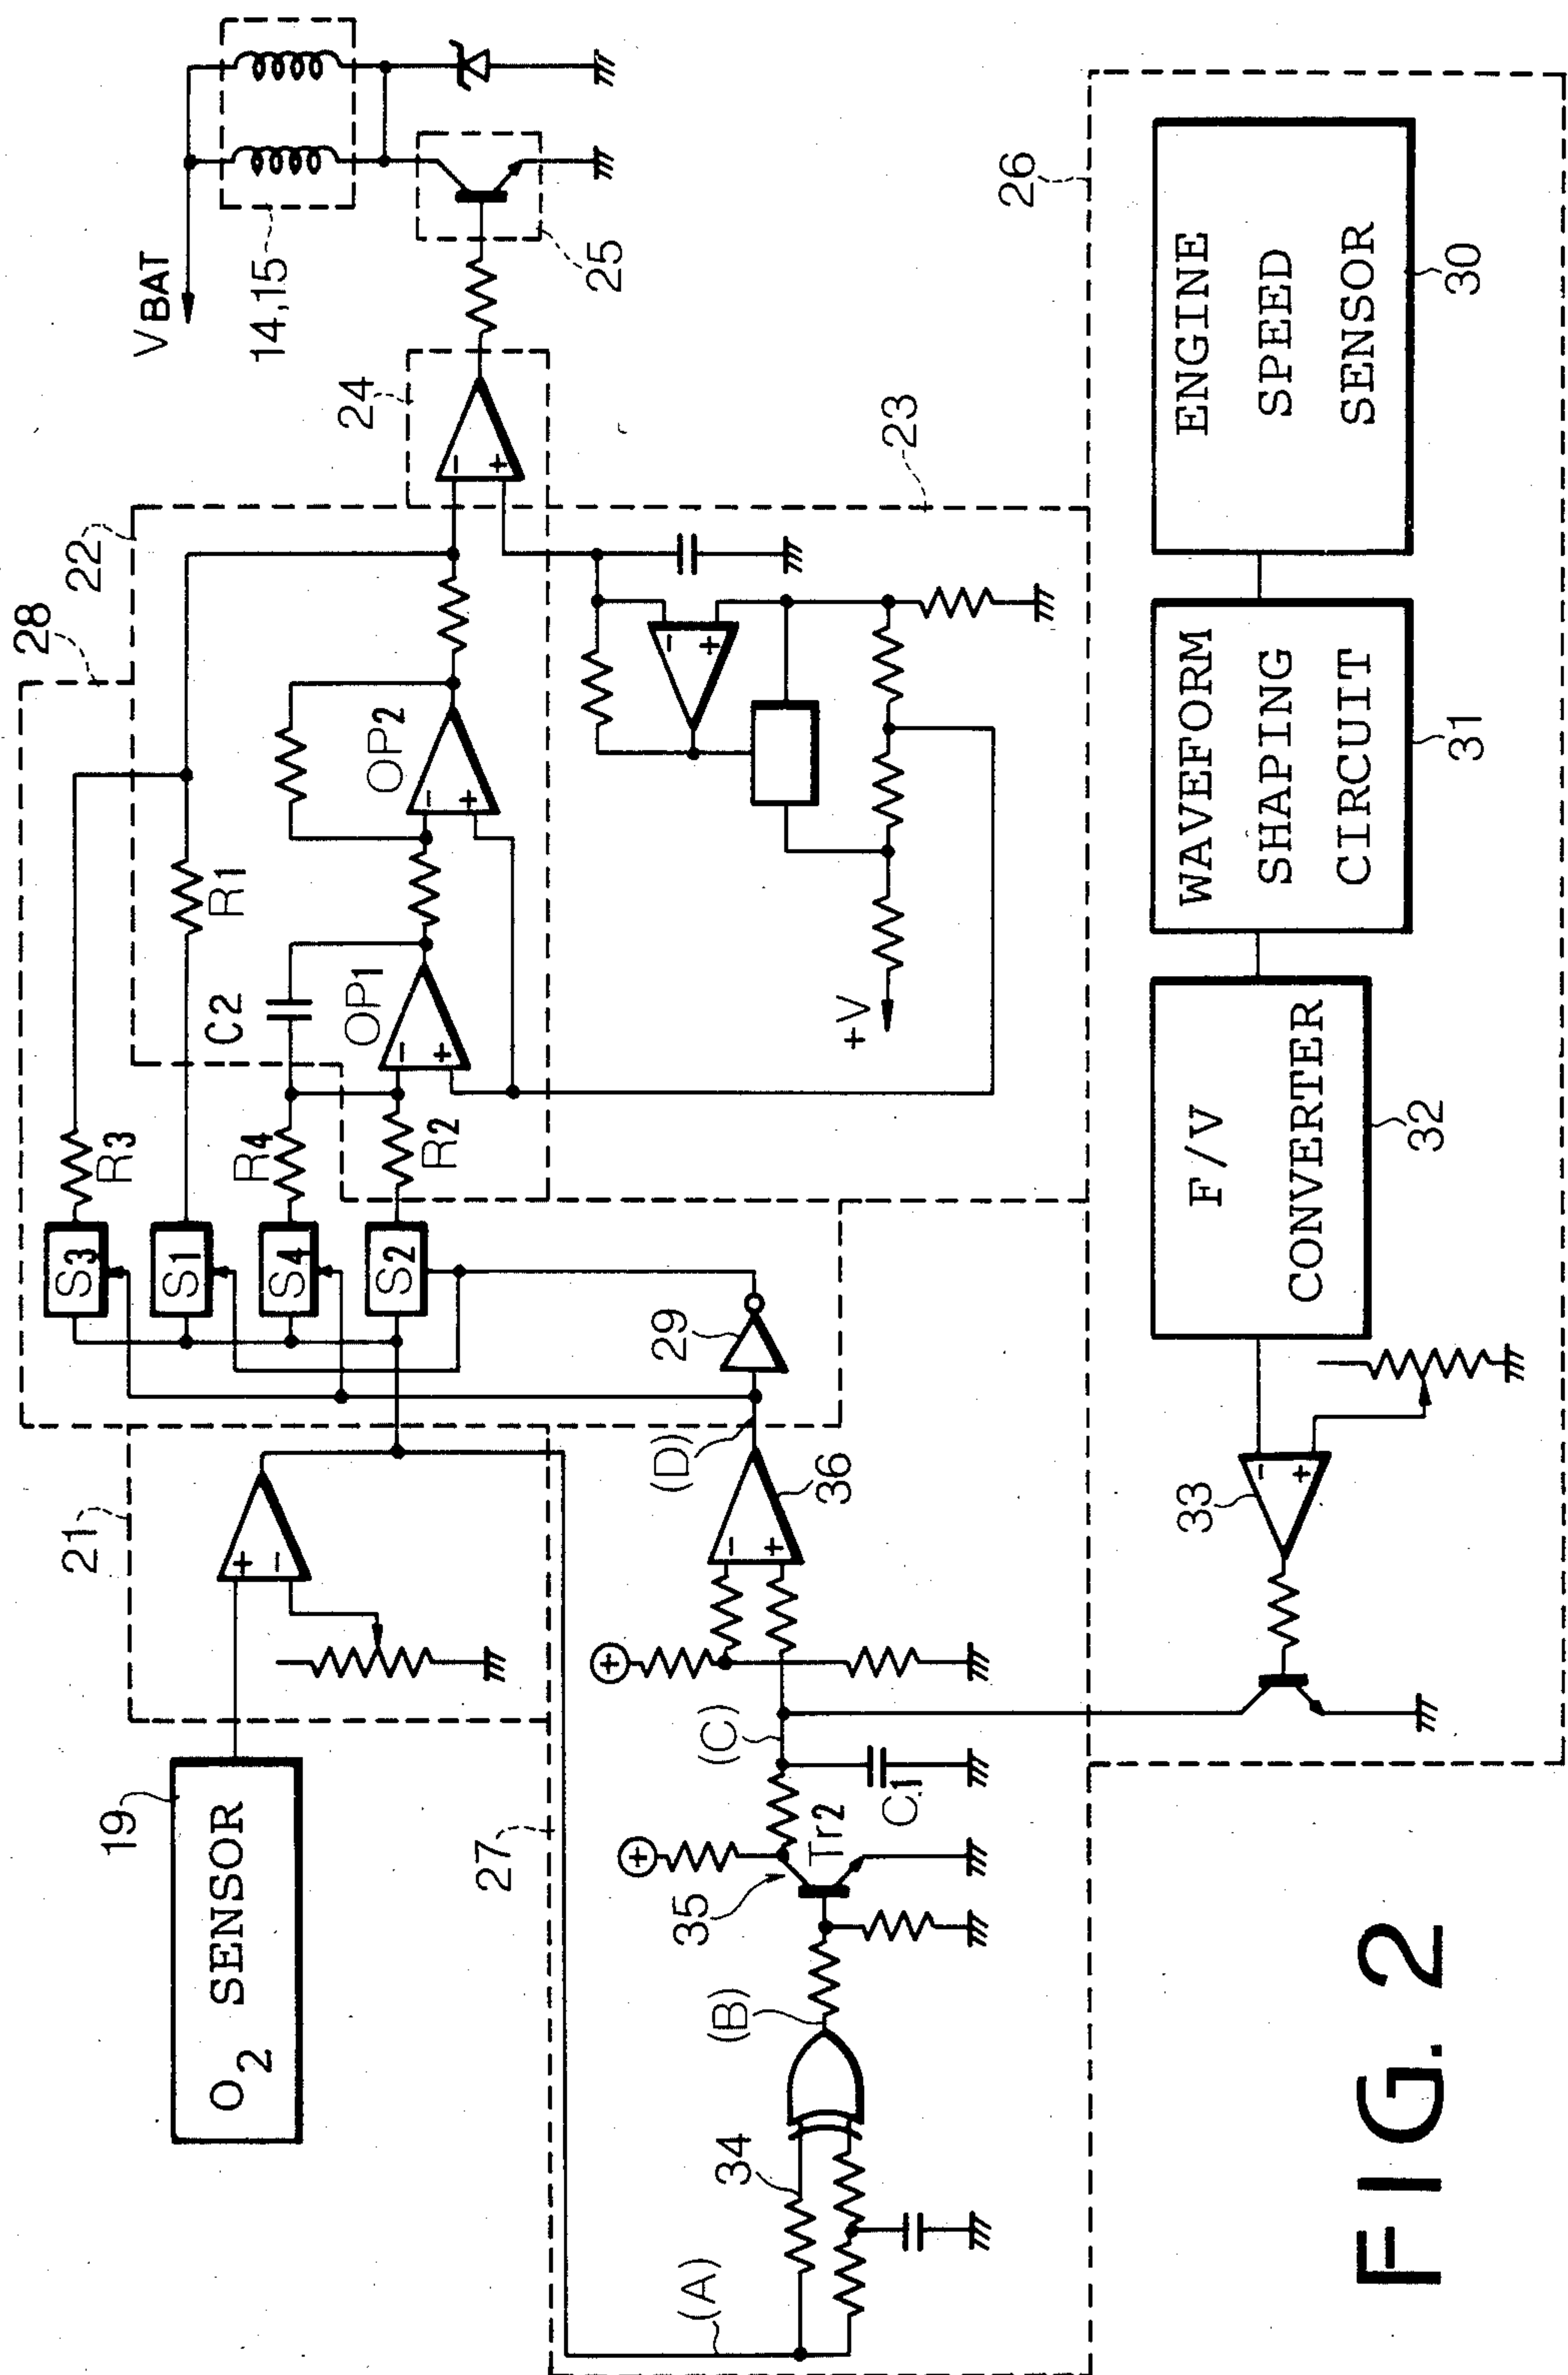 28
22
24
14,15
VBAT
S3
R3
S1
R1
S4
R4
C2
OP1
OP2
S2
R2
25
21
29
23
+V
19
O2 SENSOR
27
(A)
34
(B)
35
Tr2
C1
(C)
36
(D)
26
33
F/V
CONVERTER
32
WAVEFORM
SHAPING
CIRCUIT
31
ENGINE
SPEED
SENSOR
30
FIG. 2